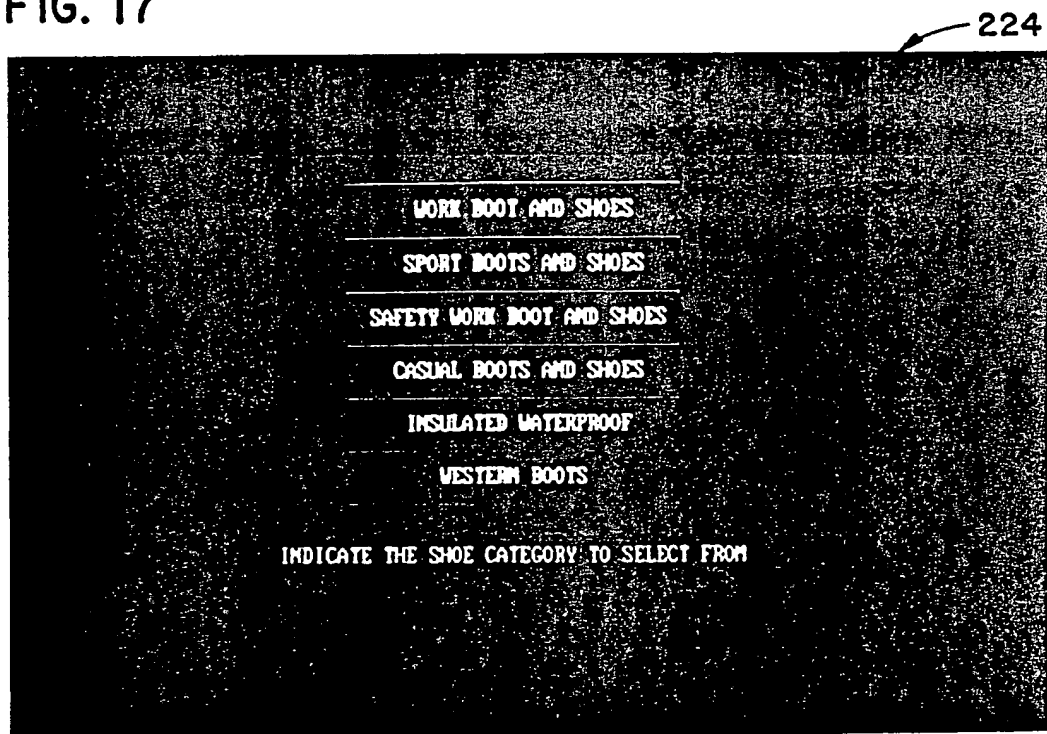 FIG. 17
224
WORK BOOT AND SHOES
SPORT BOOTS AND SHOES
SAFETY WORK BOOT AND SHOES
CASUAL BOOTS AND SHOES
INSULATED WATERPROOF
WESTERN BOOTS
INDICATE THE SHOE CATEGORY TO SELECT FROM